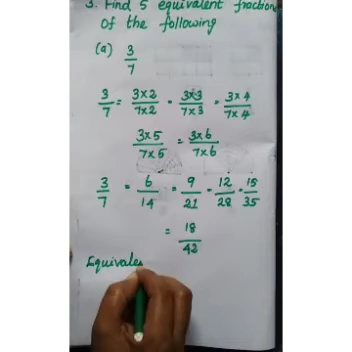 3. Find 5 equivalent fraction
of the following
(a) 3/7
3/7 = 3×2/7×2 = 3×3/7×3 = 3×4/7×4
3×5/7×5 = 3×6/7×6
3/7 = 6/14 = 9/21 = 12/28 = 15/35
= 18/42
Equivale